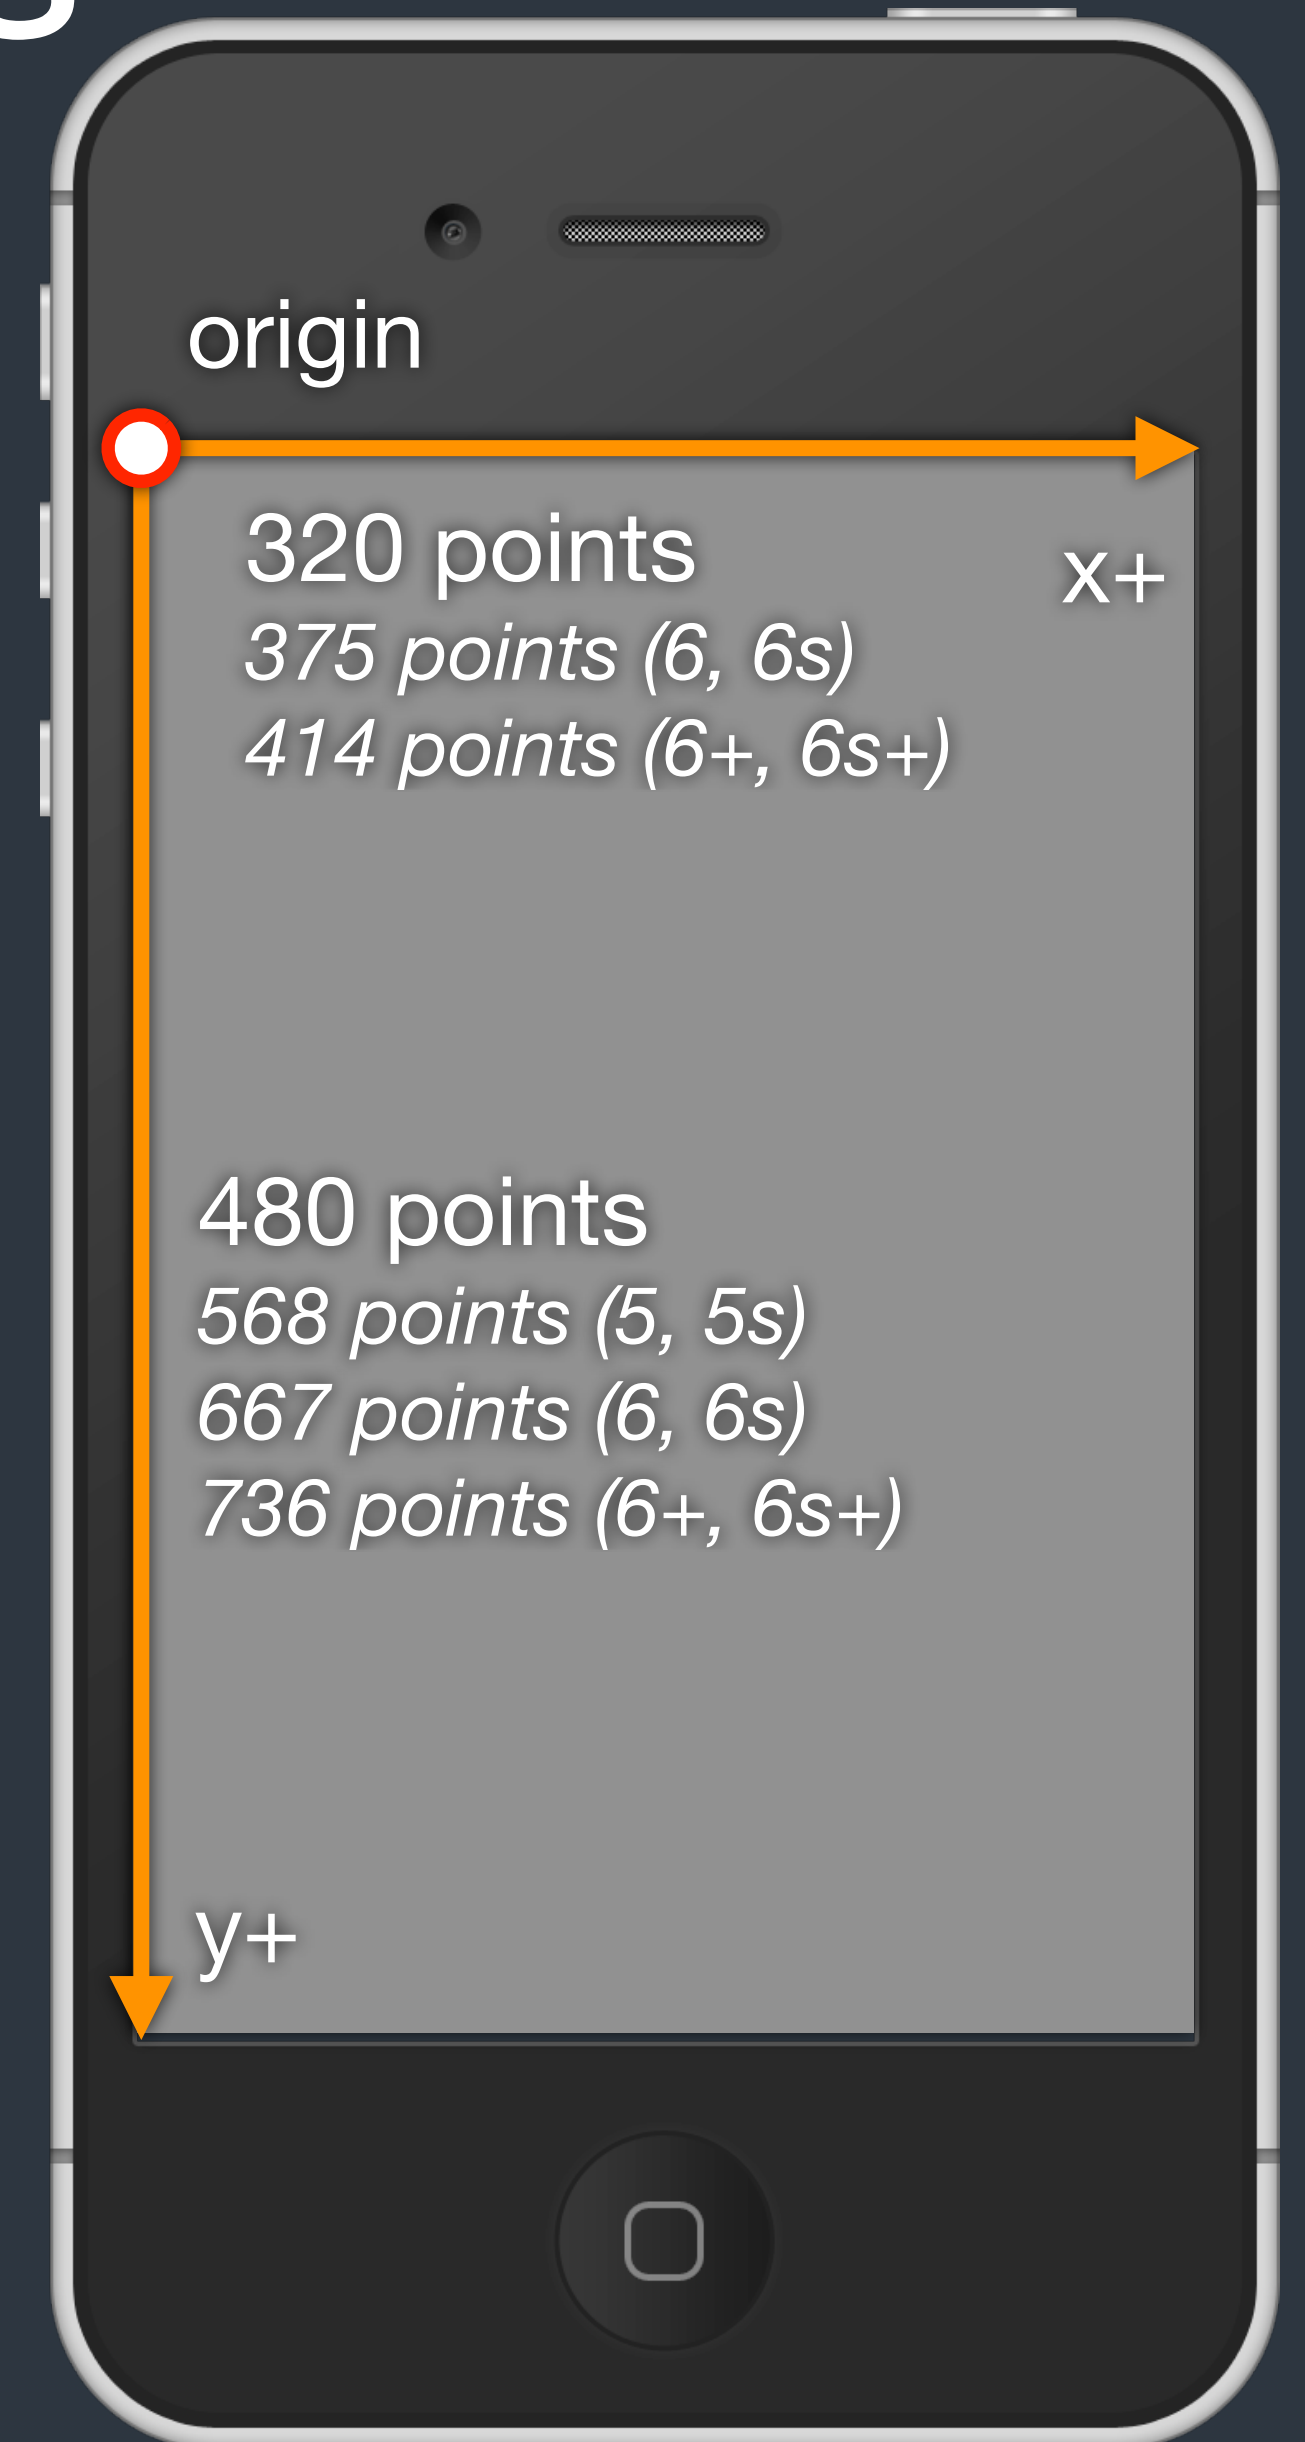 origin
320 points
x+
375 points (6, 6s)
414 points (6+, 6s+)
480 points
568 points (5, 5s)
667 points (6, 6s)
736 points (6+, 6s+)
y+